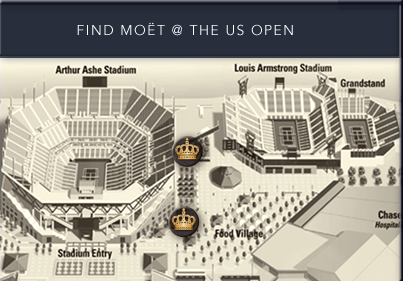 FIND MOËT @ THE US OPEN
Arthur Ashe Stadium
Louis Armstrong Stadium
Grandstand
Food Village
Stadium Entry
Chase
Hospital